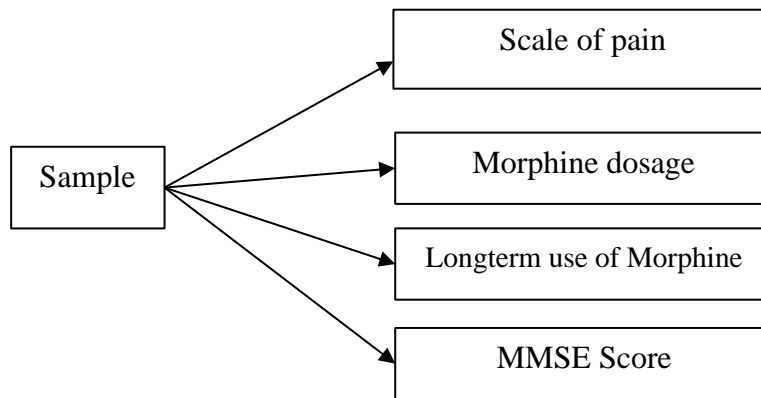 Scale of pain
Sample
Morphine dosage
Longterm use of Morphine
MMSE Score